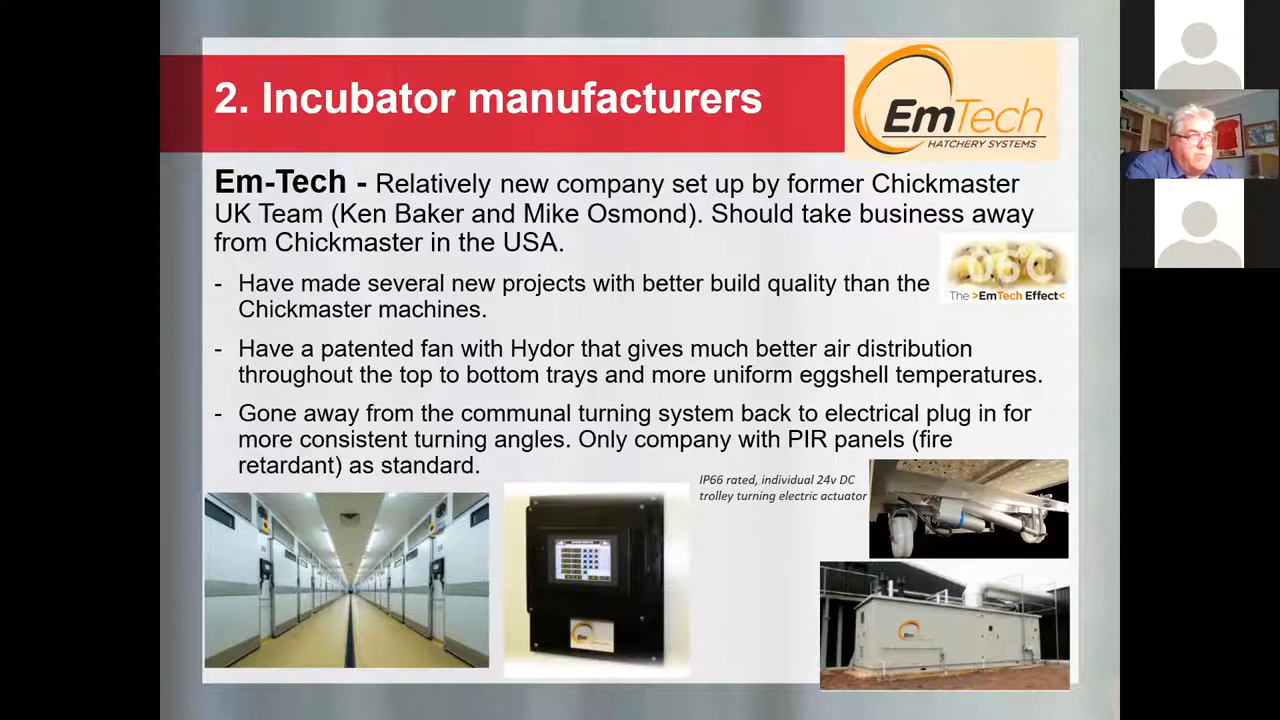 2. Incubator manufacturers
EmTech
HATCHERY SYSTEMS
Em-Tech - Relatively new company set up by former Chickmaster
UK Team (Ken Baker and Mike Osmond). Should take business away
from Chickmaster in the USA.
0.6°C
The >EmTech Effect<
- Have made several new projects with better build quality than the
Chickmaster machines.
- Have a patented fan with Hydor that gives much better air distribution
throughout the top to bottom trays and more uniform eggshell temperatures.
- Gone away from the communal turning system back to electrical plug in for
more consistent turning angles. Only company with PIR panels (fire
retardant) as standard.
IP66 rated, individual 24v DC
trolley turning electric actuator
Em